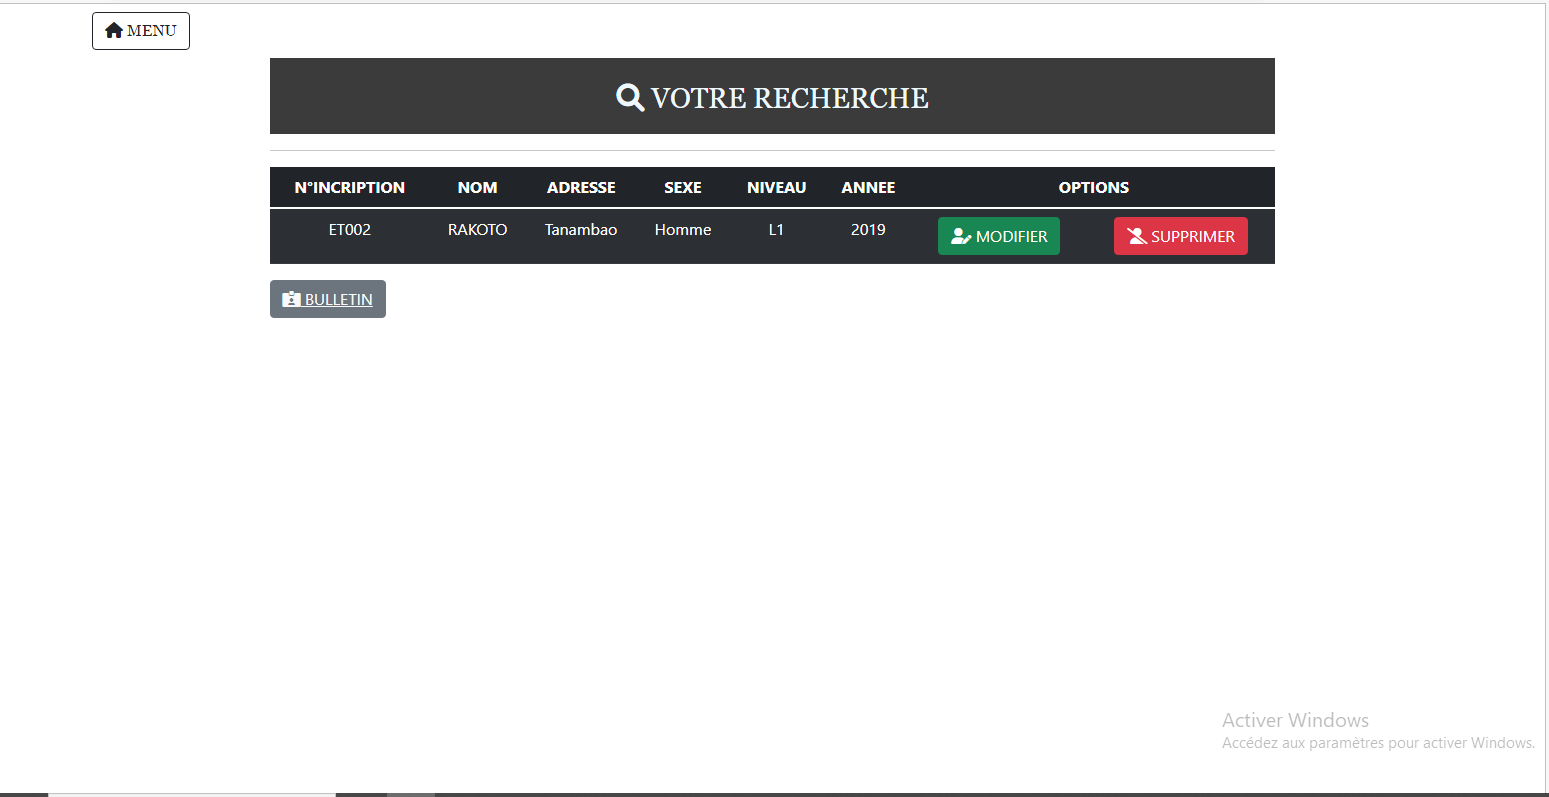 MENU
VOTRE RECHERCHE
N°INCRIPTION NOM ADRESSE SEXE NIVEAU ANNEE OPTIONS
ET002 RAKOTO Tanambao Homme L1 2019 MODIFIER SUPPRIMER
BULLETIN
Activer Windows
Accédez aux paramètres pour activer Windows.